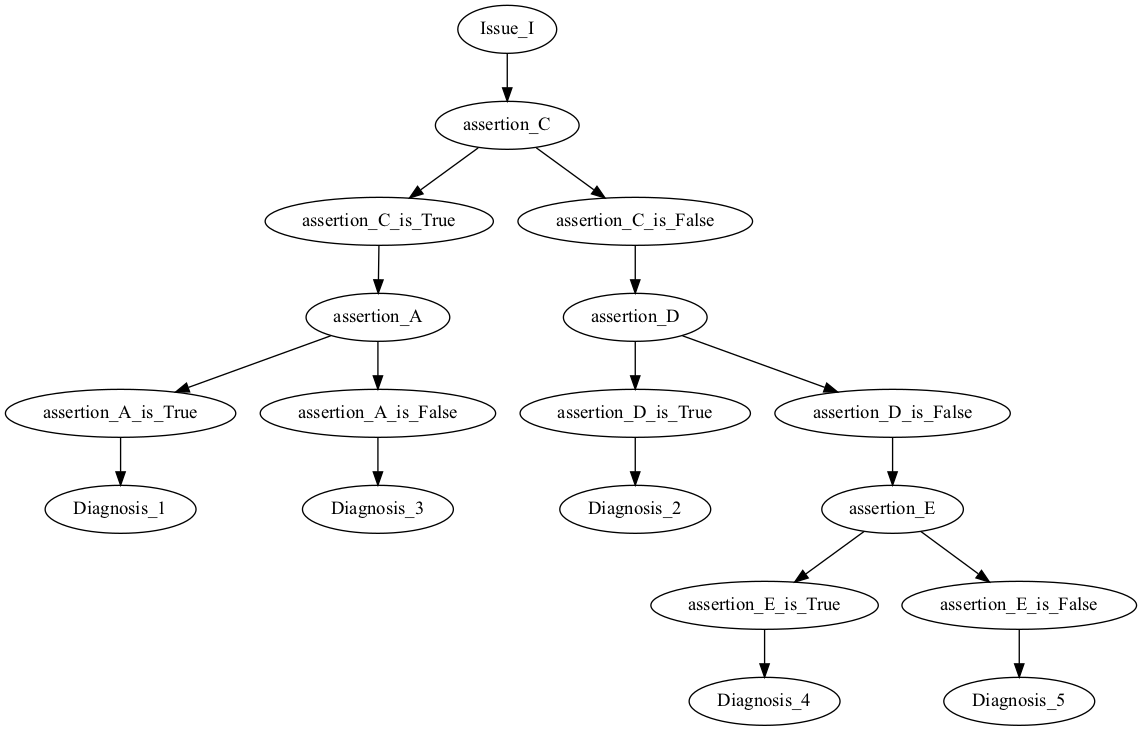 Issue_I
assertion_C
assertion_C_is_True
assertion_C_is_False
assertion_A
assertion_D
assertion_A_is_True
assertion_A_is_False
assertion_D_is_True
assertion_D_is_False
Diagnosis_1
Diagnosis_3
Diagnosis_2
assertion_E
assertion_E_is_True
assertion_E_is_False
Diagnosis_4
Diagnosis_5